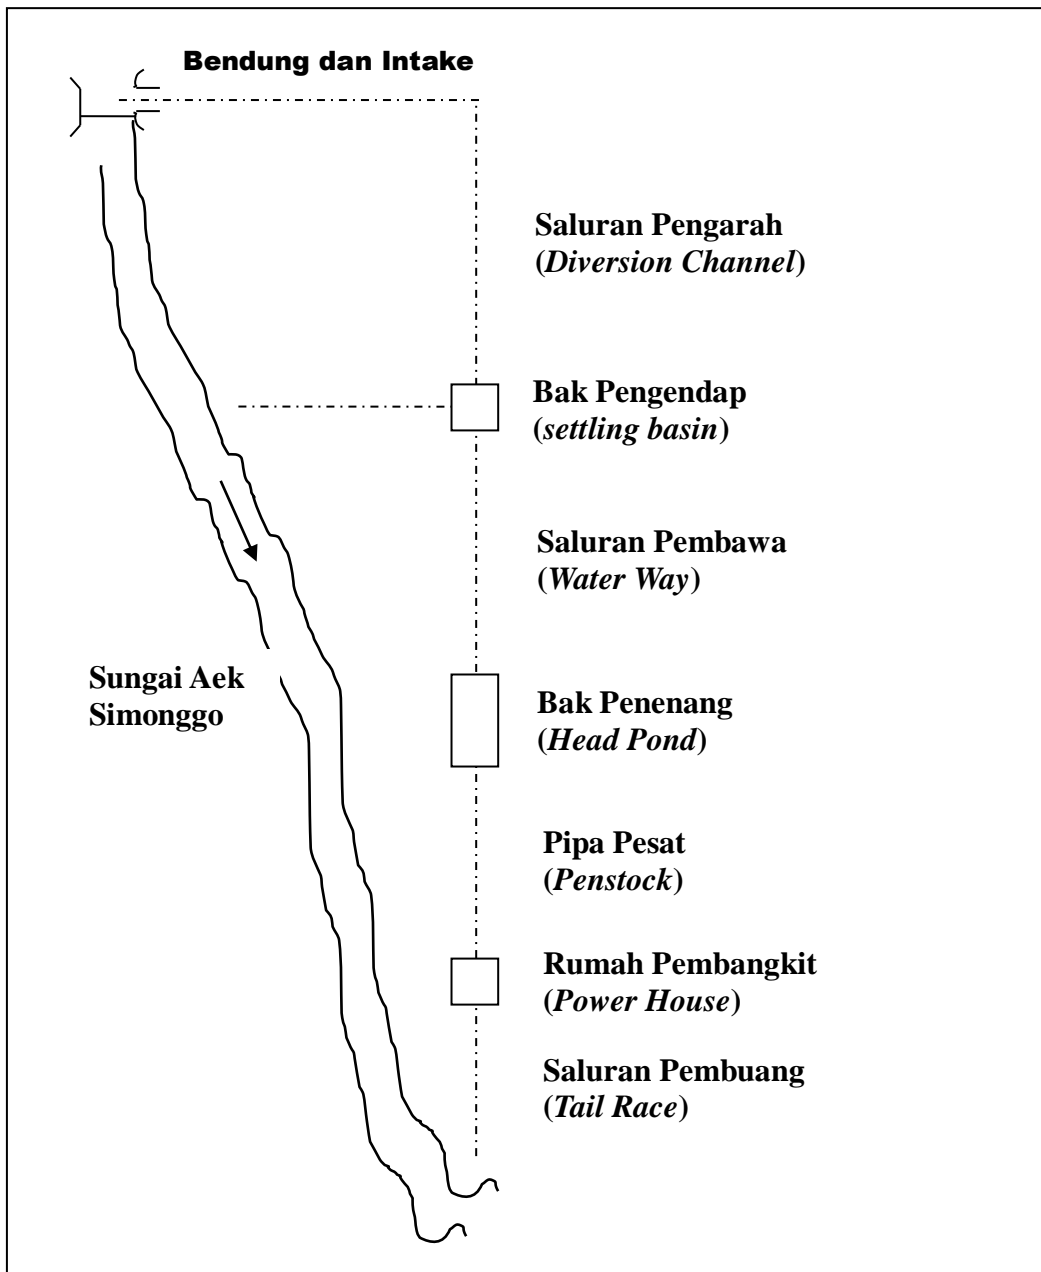 Bendung dan Intake
Saluran Pengarah
(Diversion Channel)
Bak Pengendap
(settling basin)
Saluran Pembawa
(Water Way)
Sungai Aek
Simonggo
Bak Penenang
(Head Pond)
Pipa Pesat
(Penstock)
Rumah Pembangkit
(Power House)
Saluran Pembuang
(Tail Race)